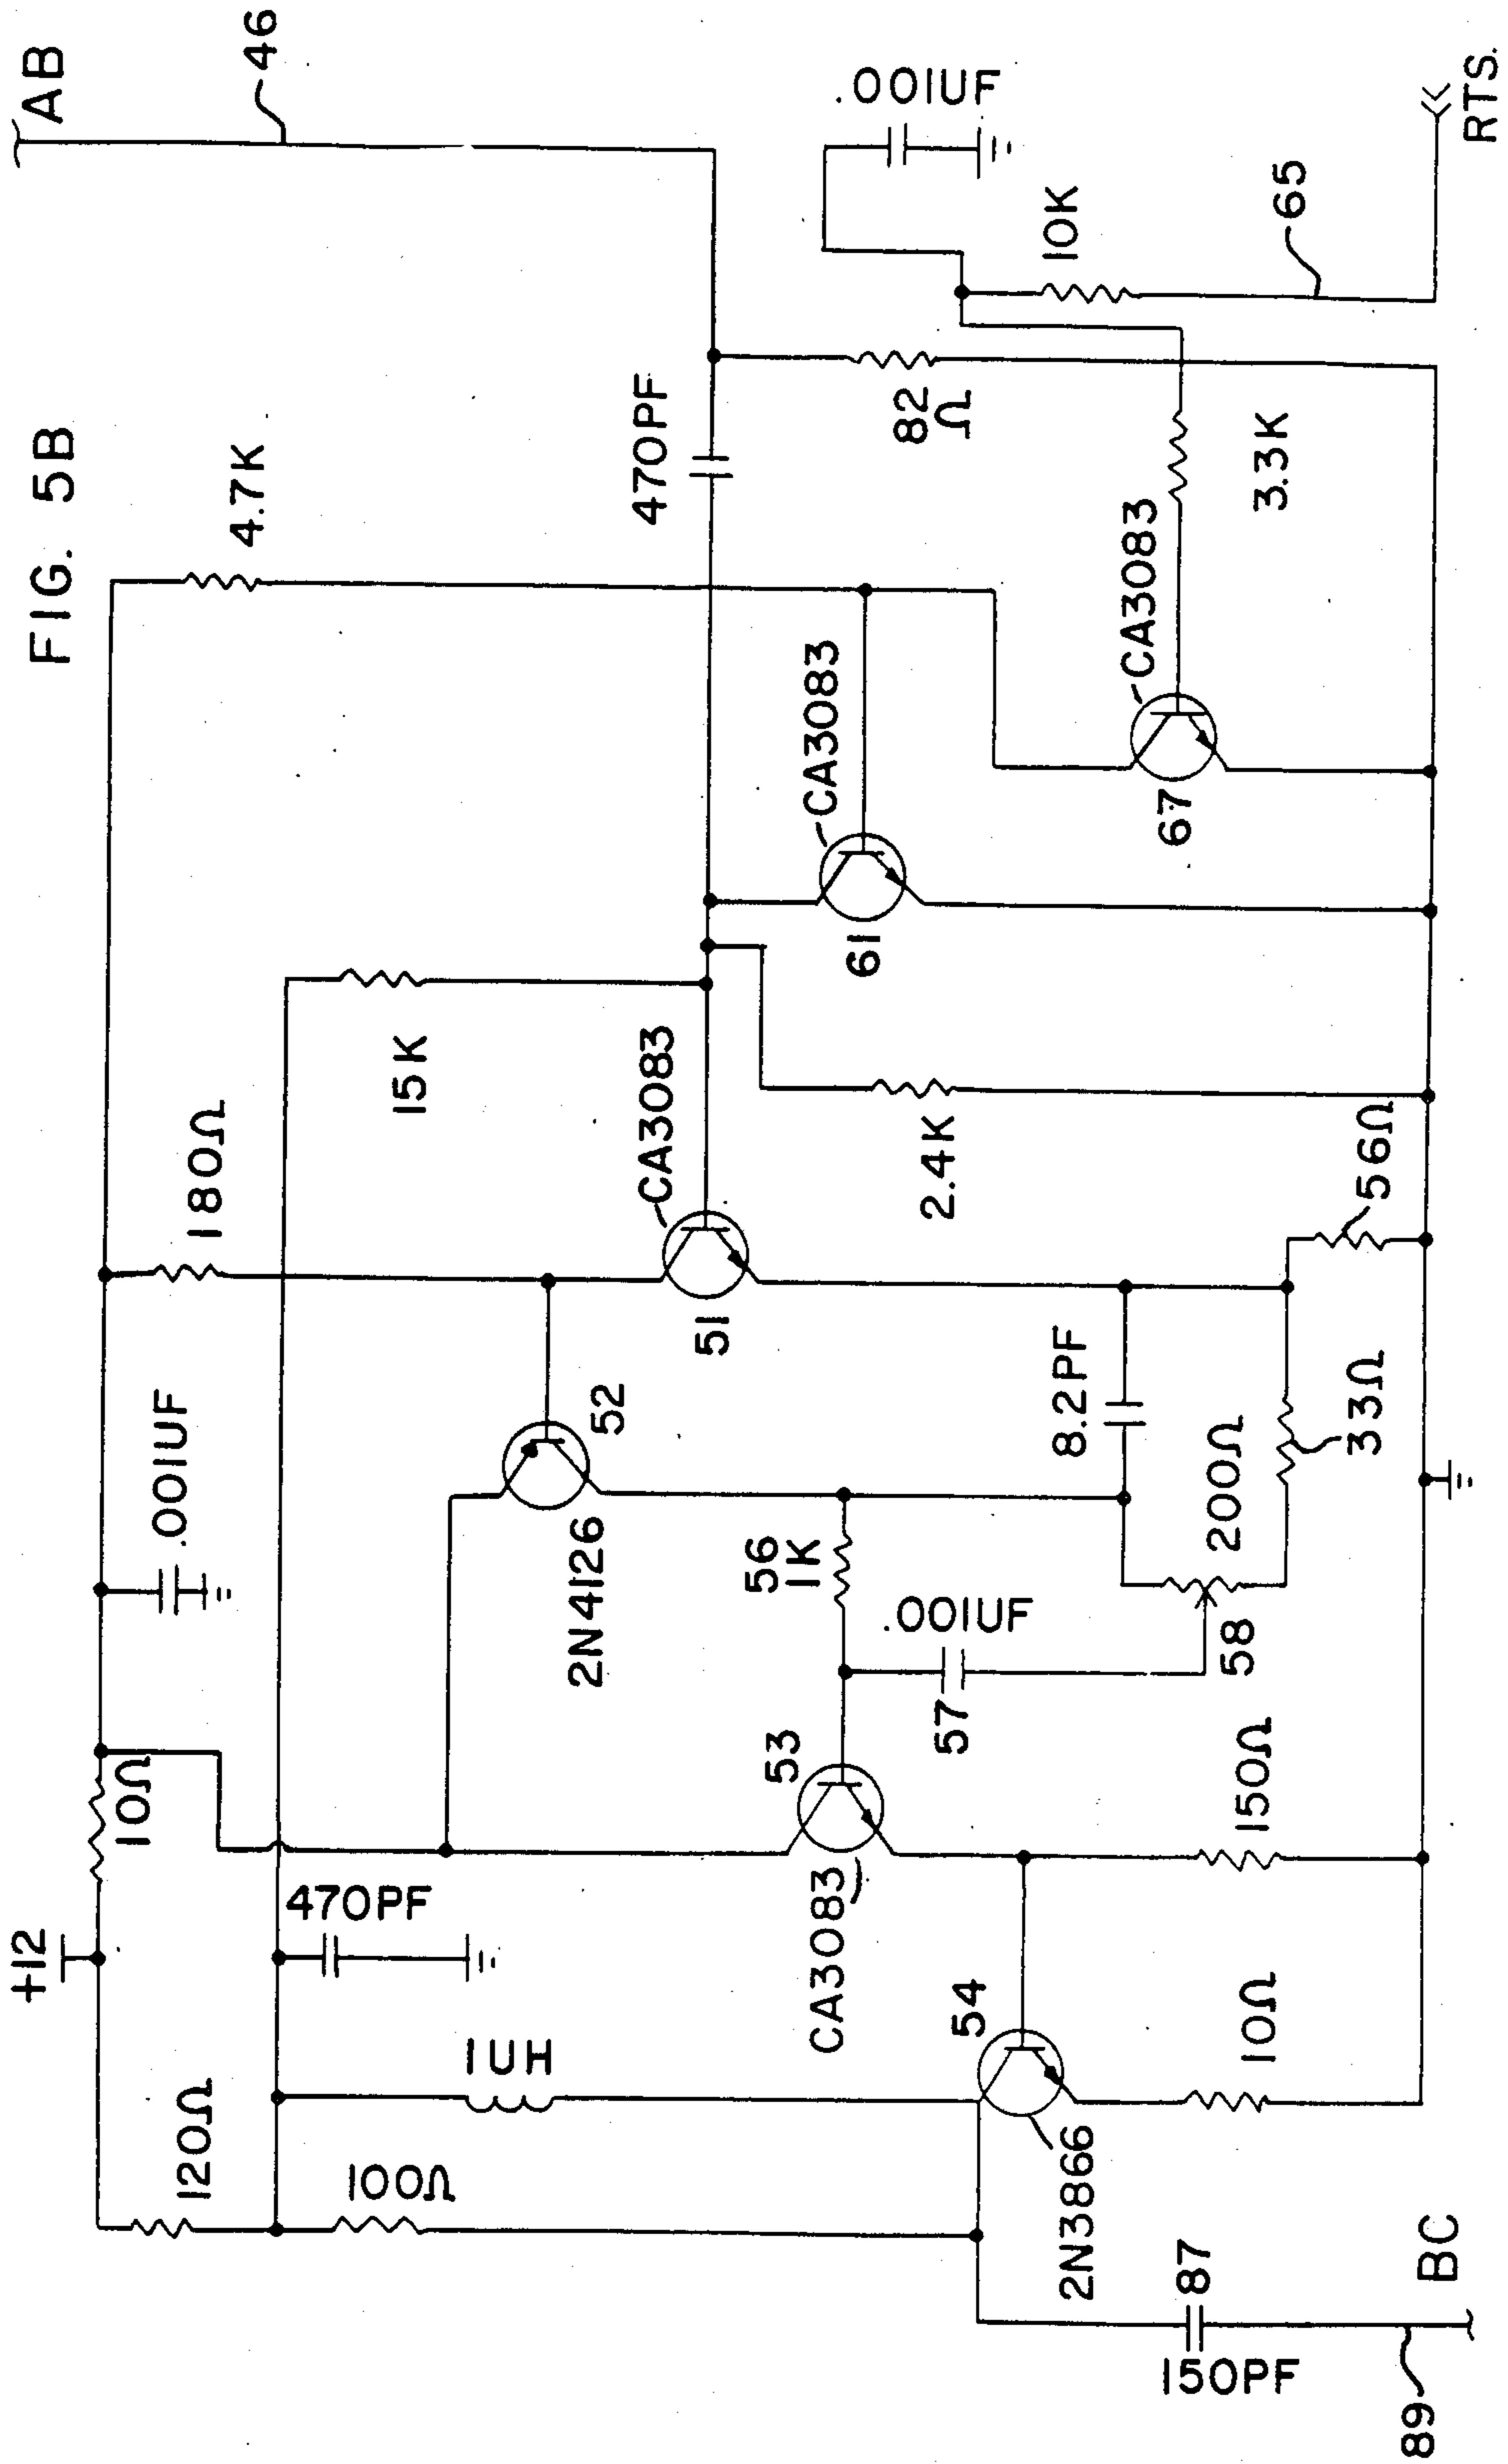 FIG. 5B
AB
46
+12
10Ω
.001UF
180Ω
4.7K
120Ω
470PF
15K
470PF
.001UF
1UH
100Ω
2N4126
52
CA3083
51
CA3083
61
82
Ω
10K
56
1K
53
CA3083
.001UF
57
8.2PF
200Ω
58
33Ω
2.4K
56Ω
CA3083
67
3.3K
65
54
2N3866
150Ω
10Ω
87
150PF
BC
89
RTS.